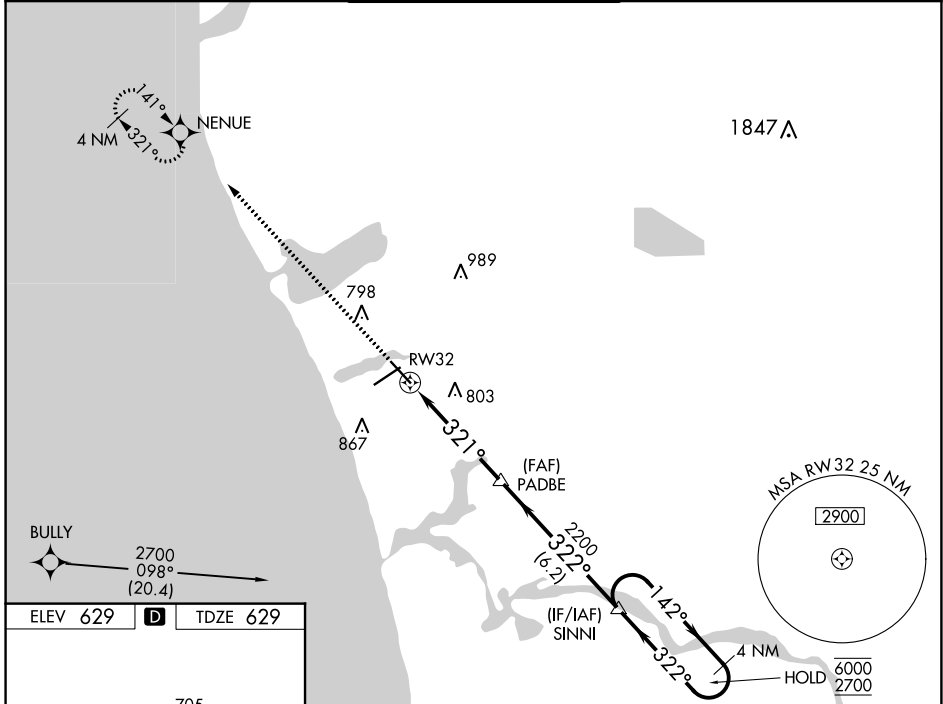 141°
NENUE
4 NM
321°
1847
989
798
RW32
803
867
321°
(FAF)
PADBE
MSA RW32 25 NM
2900
BULLY
2700
098°
(20.4)
2200
322°
(6.2)
(IF/IAF)
SINNI
142°
322°
4 NM
HOLD
6000
2700
ELEV 629
D
TDZE 629
705